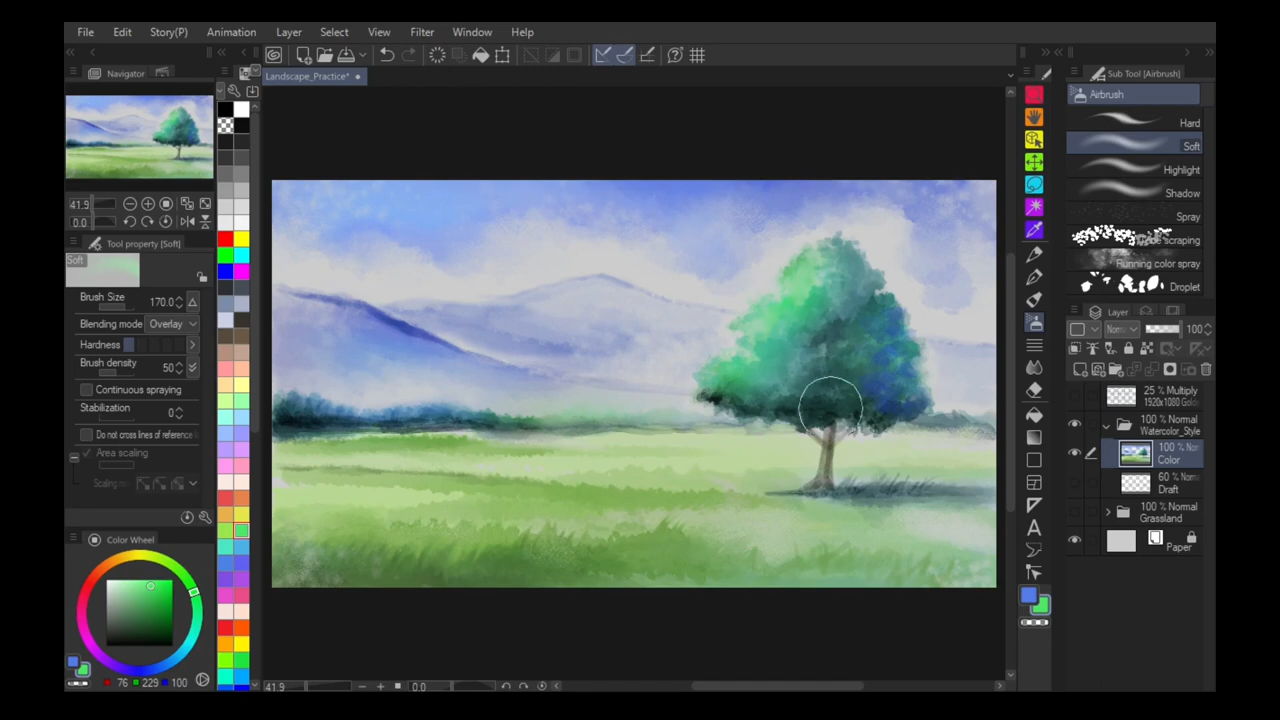 File Edit Story(P) Animation Layer Select View Filter Window Help
Navigator
Landscape_Practice*
Sub Tool [Airbrush]
Airbrush
Hard
Soft
Highlight
Shadow
Spray
scraping
Running color spray
Droplet
41.9
0.0
Tool property [Soft]
Soft
Brush Size 170.0
Blending mode Overlay
Hardness
Brush density 50
Continuous spraying
Stabilization 0
Do not cross lines of reference
Area scaling
Color Wheel
76 229 100
41.9 0.0
Layer
Norm 100
25 % Multiply
1920x1080
100 % Normal
Watercolor_Style
100 % Nor
Color
60 % Norm
Draft
100 % Normal
Grassland
Paper